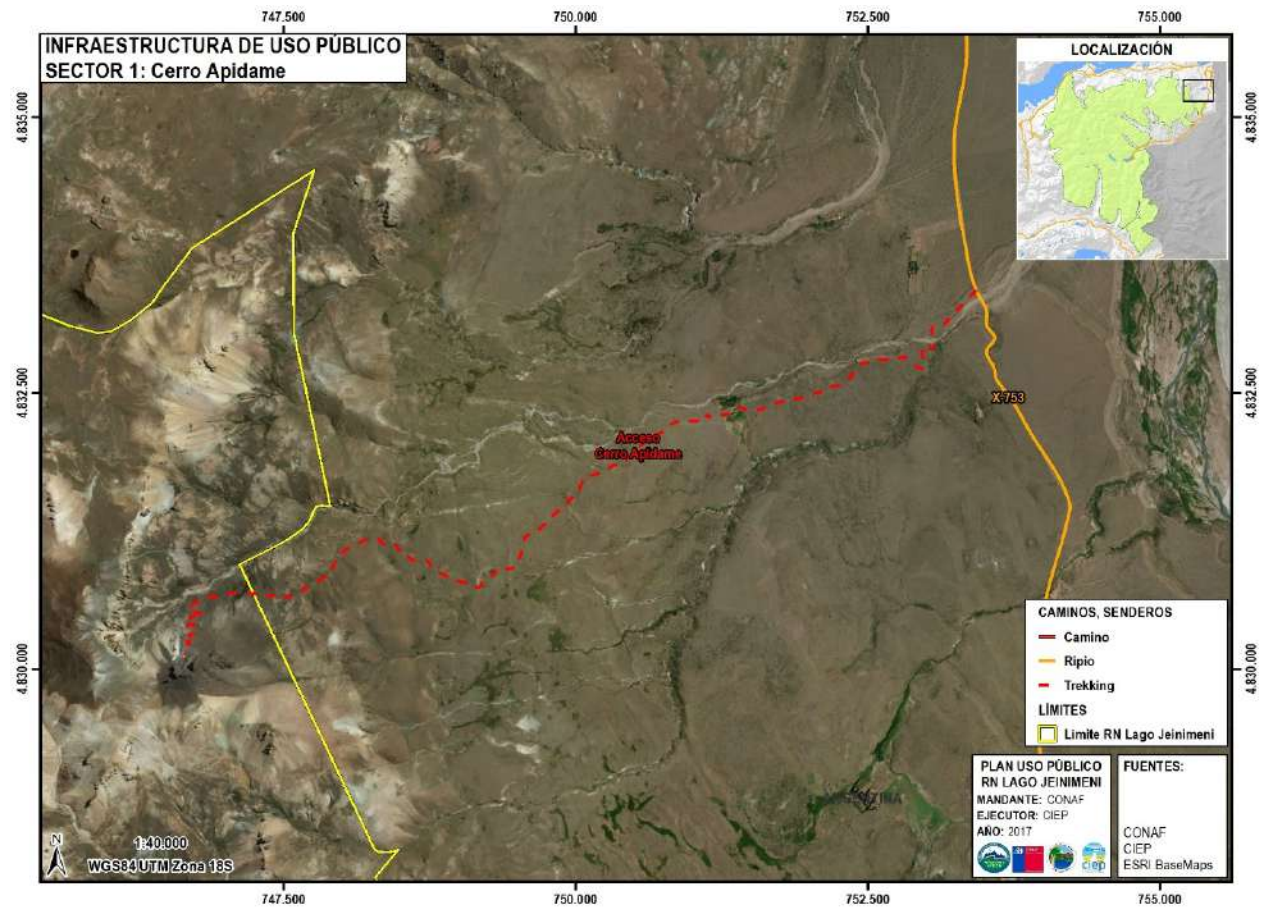 747.500 750.000 752.500 755.000
INFRAESTRUCTURA DE USO PÚBLICO
SECTOR 1: Cerro Apidame
LOCALIZACIÓN
4.835.000 4.835.000
4.832.500 4.832.500
X-753
Acceso
Cerro Apidame
4.830.000 4.830.000
CAMINOS, SENDEROS
Camino
Ripio
Trekking
LÍMITES
Limite RN Lago Jeinimeni
PLAN USO PÚBLICO
RN LAGO JEINIMENI
MANDANTE: CONAF
EJECUTOR: CIEP
AÑO: 2017
ciep
FUENTES:
CONAF
CIEP
ESRI BaseMaps
N
1:40.000
WGS84 UTM Zona 18S
747.500 750.000 752.500 755.000